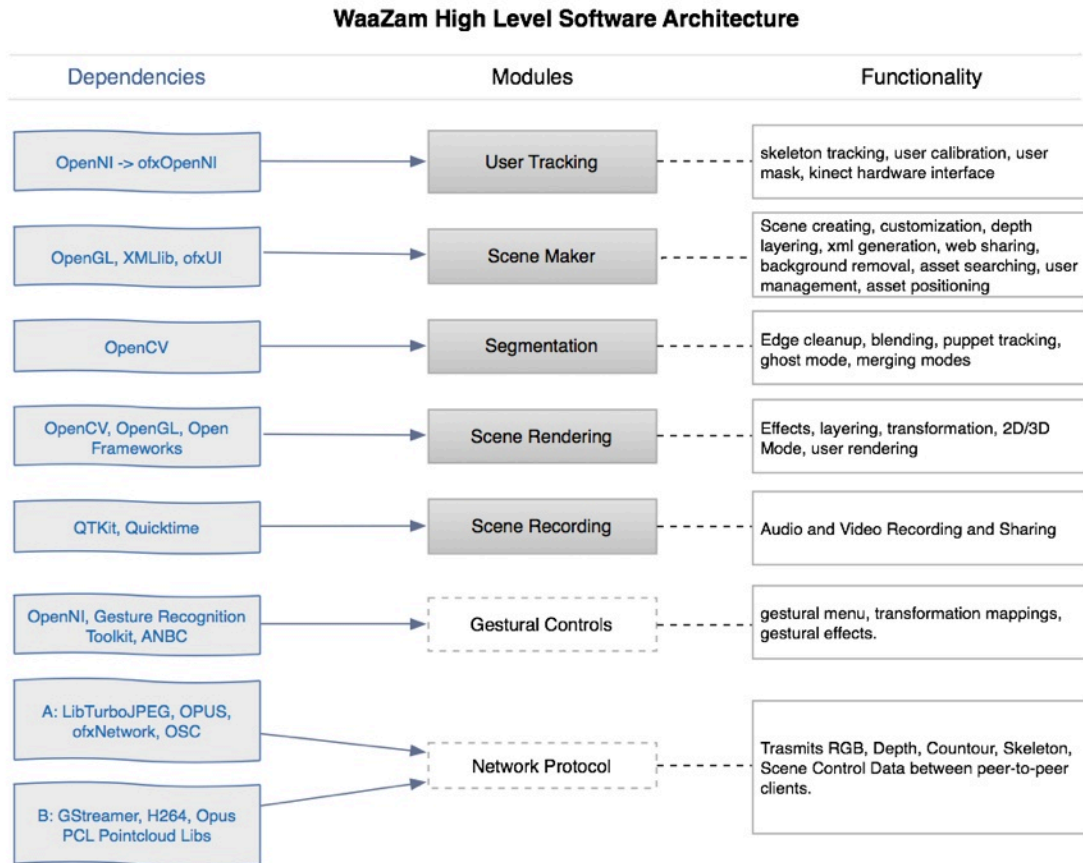 WaaZam High Level Software Architecture
Dependencies
Modules
Functionality
OpenNI -> ofxOpenNI
User Tracking
skeleton tracking, user calibration, user
mask, kinect hardware interface
OpenGL, XMLlib, ofxUI
Scene Maker
Scene creating, customization, depth
layering, xml generation, web sharing,
background removal, asset searching, user
management, asset positioning
OpenCV
Segmentation
Edge cleanup, blending, puppet tracking,
ghost mode, merging modes
OpenCV, OpenGL, Open
Frameworks
Scene Rendering
Effects, layering, transformation, 2D/3D
Mode, user rendering
QTKit, Quicktime
Scene Recording
Audio and Video Recording and Sharing
OpenNI, Gesture Recognition
Toolkit, ANBC
Gestural Controls
gestural menu, transformation mappings,
gestural effects.
A: LibTurboJPEG, OPUS,
ofxNetwork, OSC
B: GStreamer, H264, Opus
PCL Pointcloud Libs
Network Protocol
Trasmits RGB, Depth, Countour, Skeleton,
Scene Control Data between peer-to-peer
clients.